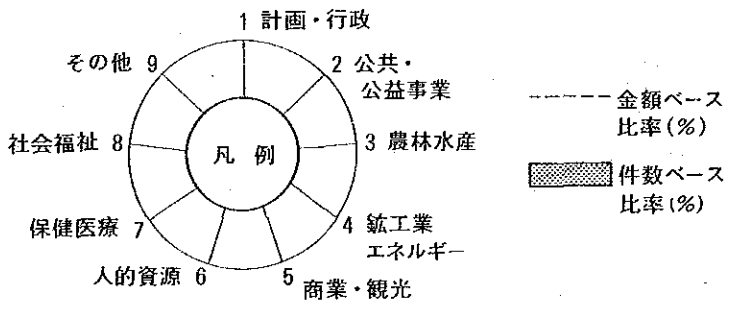 1 計画・行政
2 公共・
公益事業
3 農林水産
4 鉱工業
エネルギー
5 商業・観光
人的資源 6
保健医療 7
社会福祉 8
その他 9
凡 例
金額ベース
比率(%)
件数ベース
比率(%)